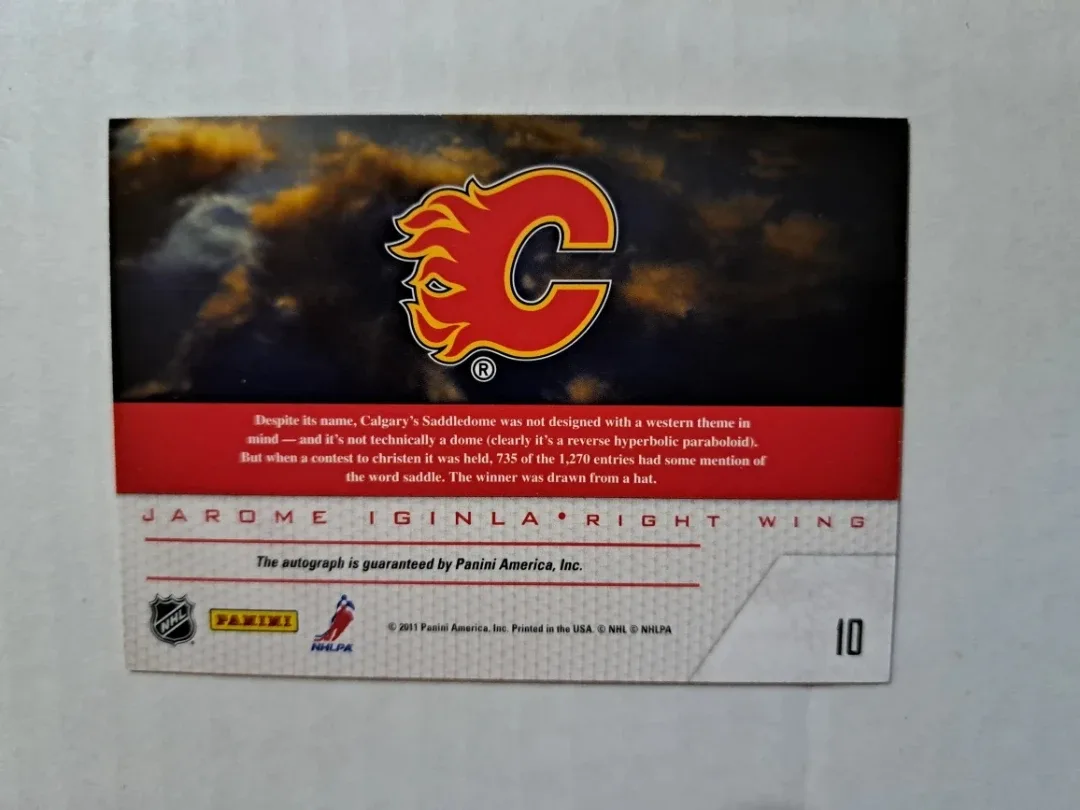 C
®
Despite its name, Calgary's Saddledome was not designed with a western theme in
mind — and it's not technically a dome (clearly it's a reverse hyperbolic paraboloid).
But when a contest to christen it was held, 735 of the 1,270 entries had some mention of
the word saddle. The winner was drawn from a hat.
JAROME IGINLA • RIGHT WING
The autograph is guaranteed by Panini America, Inc.
NHL
PANINI
NHLPA
© 2011 Panini America, Inc. Printed in the USA. © NHL © NHLPA
10